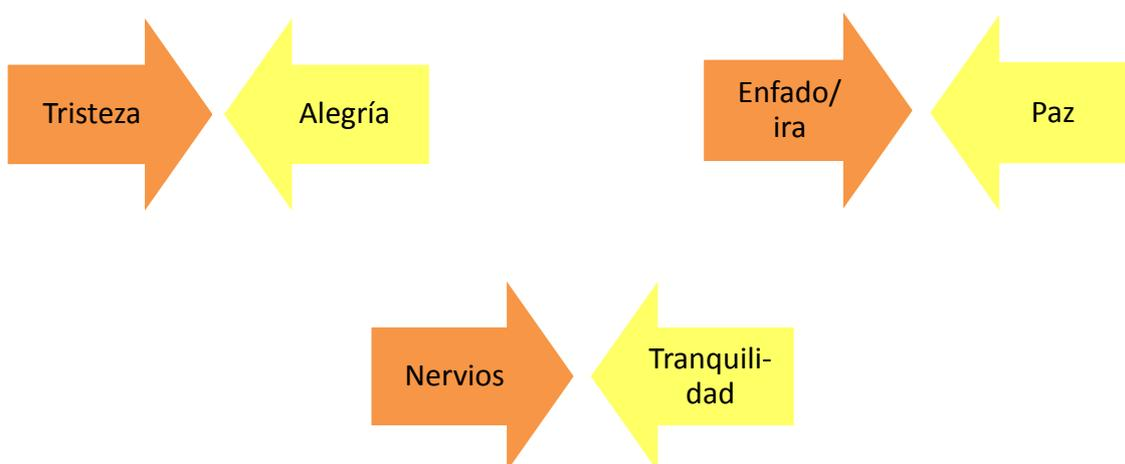 Tristeza
Alegría
Enfado/
ira
Paz
Nervios
Tranquili-
dad